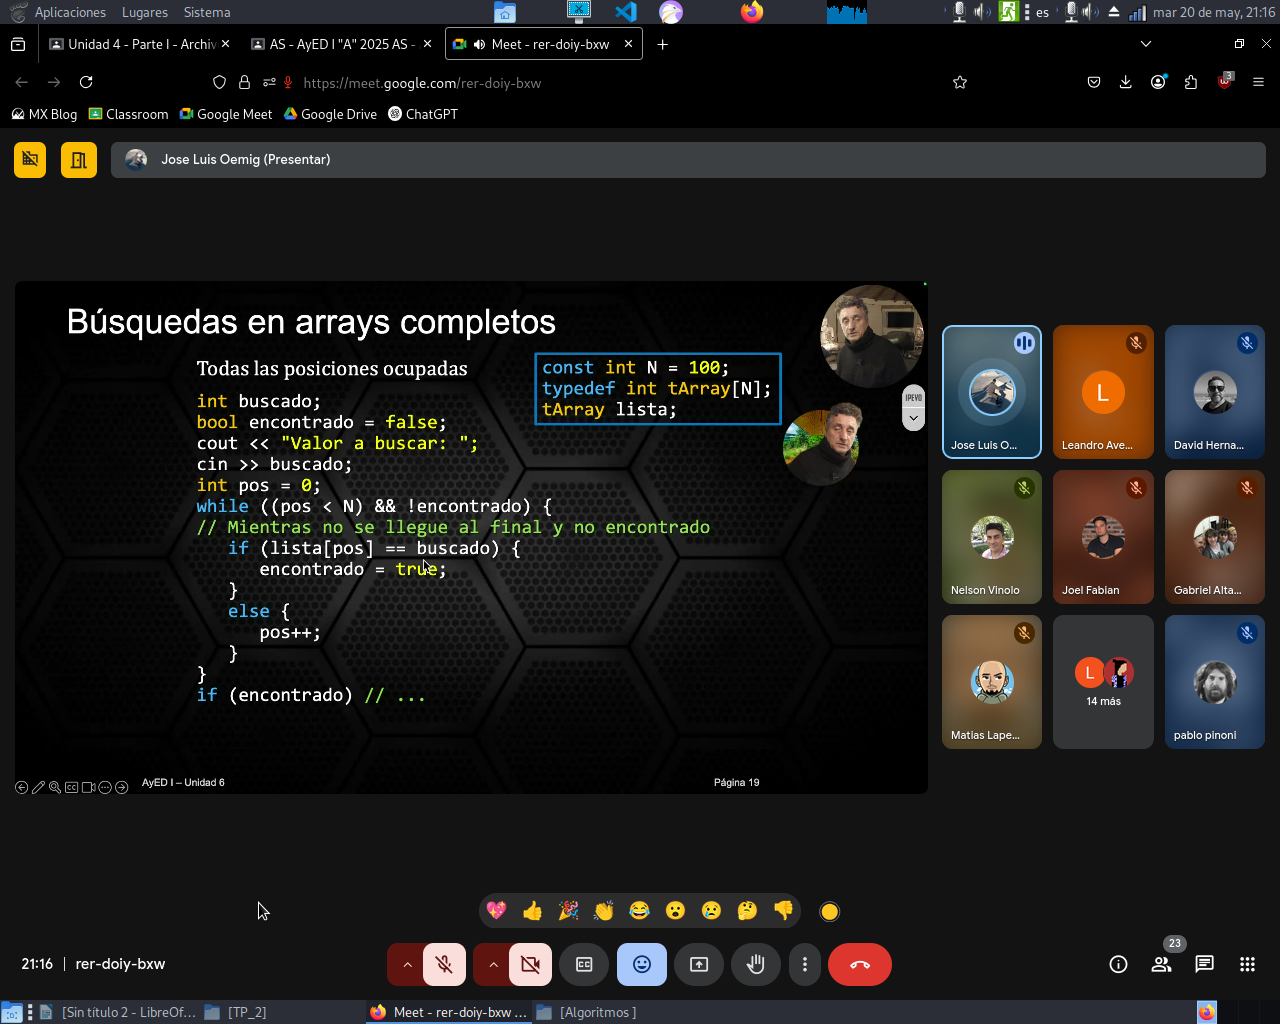 Aplicaciones Lugares Sistema
es mar 20 de may, 21:16
Unidad 4 - Parte I - Archiv
AS - AyED I "A" 2025 AS -
Meet - rer-doiy-bxw
https://meet.google.com/rer-doiy-bxw
3
MX Blog Classroom Google Meet Google Drive ChatGPT
Jose Luis Oemig (Presentar)
Búsquedas en arrays completos
Todas las posiciones ocupadas
const int N = 100;
typedef int tArray[N];
tArray lista;
int buscado;
bool encontrado = false;
cout << "Valor a buscar: ";
cin >> buscado;
int pos = 0;
while ((pos < N) && !encontrado) {
// Mientras no se llegue al final y no encontrado
if (lista[pos] == buscado) {
encontrado = true;
}
else {
pos++;
}
}
if (encontrado) // ...
AyED I – Unidad 6
Página 19
IPEVO
Jose Luis O...
L
Leandro Ave...
David Herna...
Nelson Vinolo
Joel Fabian
Gabriel Alta...
Matias Lape...
L
14 más
pablo pinoni
21:16 | rer-doiy-bxw
CC
23
[Sin título 2 - LibreOf...
[TP_2]
Meet - rer-doiy-bxw ...
[Algoritmos ]